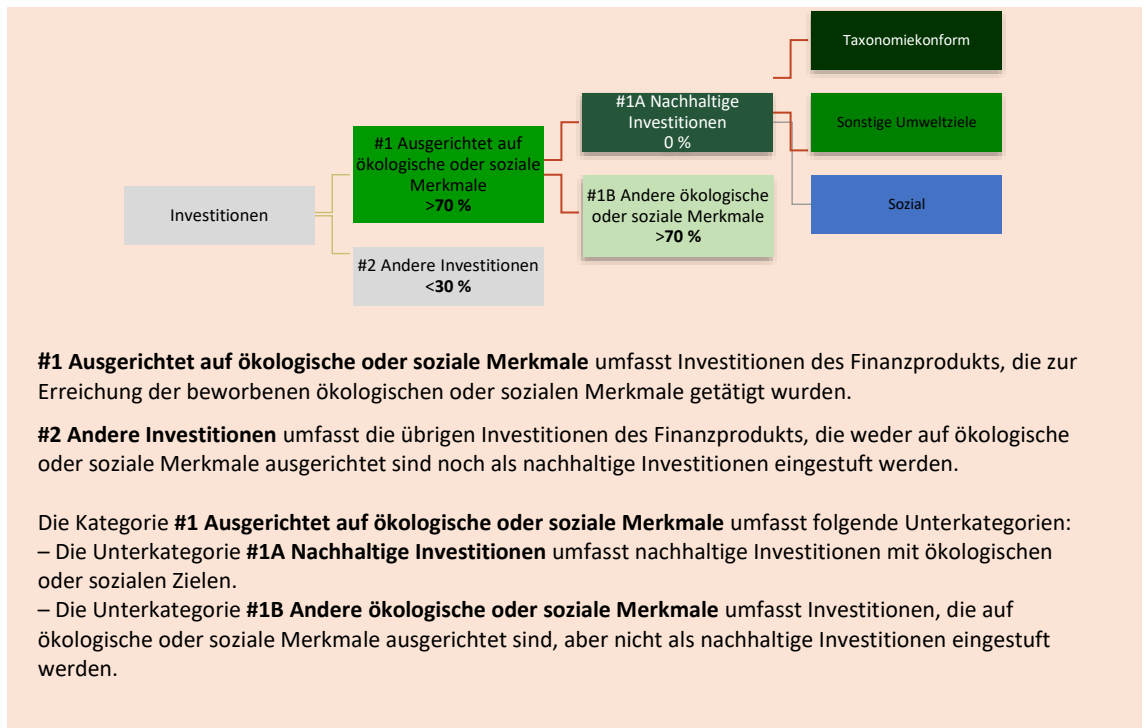 Taxonomiekonform
#1A Nachhaltige
Investitionen
0 %
Sonstige Umweltziele
#1 Ausgerichtet auf
ökologische oder soziale
Merkmale
>70 %
#1B Andere ökologische
oder soziale Merkmale
>70 %
Sozial
Investitionen
#2 Andere Investitionen
<30 %
#1 Ausgerichtet auf ökologische oder soziale Merkmale umfasst Investitionen des Finanzprodukts, die zur
Erreichung der beworbenen ökologischen oder sozialen Merkmale getätigt wurden.
#2 Andere Investitionen umfasst die übrigen Investitionen des Finanzprodukts, die weder auf ökologische
oder soziale Merkmale ausgerichtet sind noch als nachhaltige Investitionen eingestuft werden.
Die Kategorie #1 Ausgerichtet auf ökologische oder soziale Merkmale umfasst folgende Unterkategorien:
– Die Unterkategorie #1A Nachhaltige Investitionen umfasst nachhaltige Investitionen mit ökologischen
oder sozialen Zielen.
– Die Unterkategorie #1B Andere ökologische oder soziale Merkmale umfasst Investitionen, die auf
ökologische oder soziale Merkmale ausgerichtet sind, aber nicht als nachhaltige Investitionen eingestuft
werden.